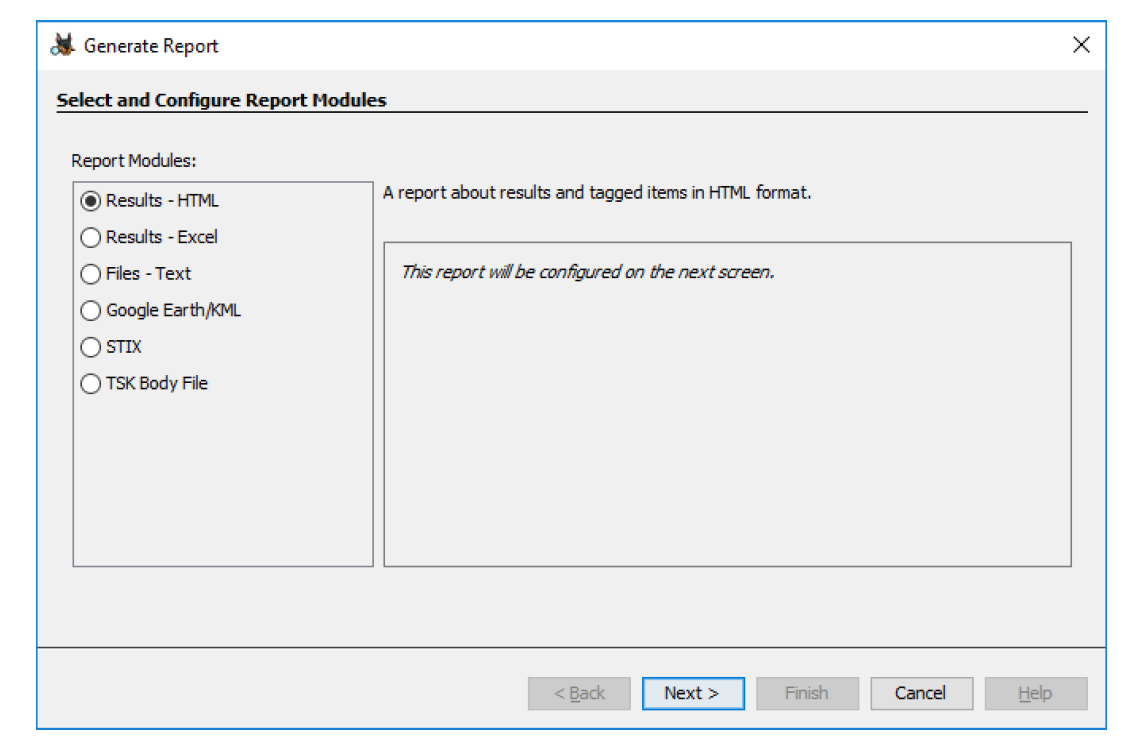 Generate Report
Select and Configure Report Modules
Report Modules:
Results - HTML
Results - Excel
Files - Text
Google Earth/KML
STIX
TSK Body File
A report about results and tagged items in HTML format.
This report will be configured on the next screen.
< Back
Next >
Finish
Cancel
Help